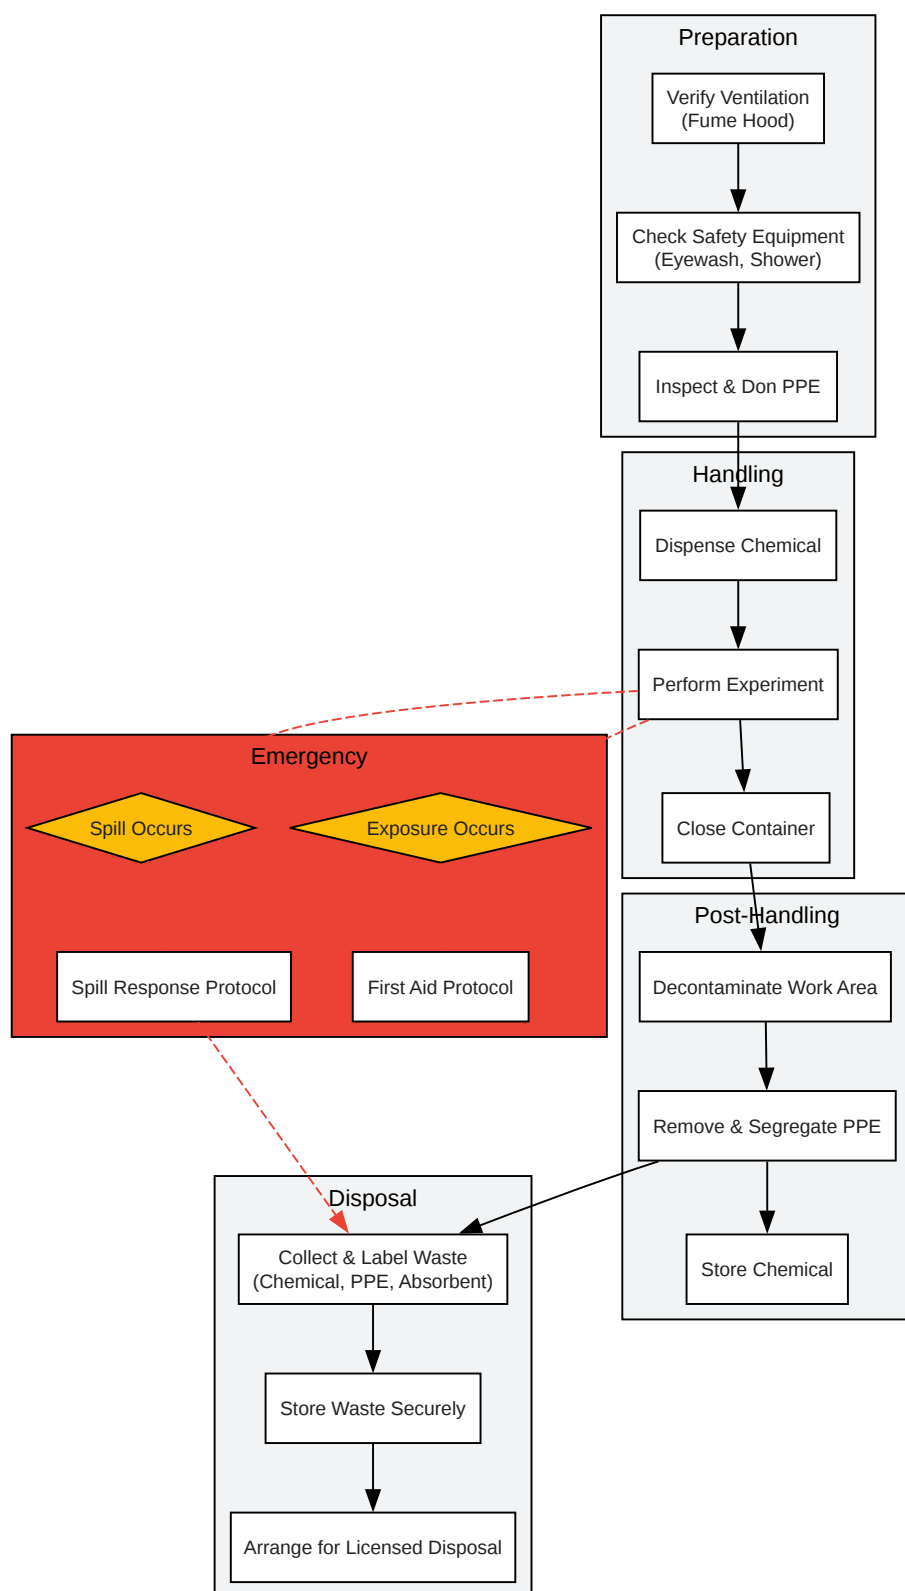 Preparation
Verify Ventilation
(Fume Hood)
Check Safety Equipment
(Eyewash, Shower)
Inspect & Don PPE
Handling
Dispense Chemical
Perform Experiment
Close Container
Emergency
Spill Occurs
Exposure Occurs
Spill Response Protocol
First Aid Protocol
Post-Handling
Decontaminate Work Area
Remove & Segregate PPE
Store Chemical
Disposal
Collect & Label Waste
(Chemical, PPE, Absorbent)
Store Waste Securely
Arrange for Licensed Disposal